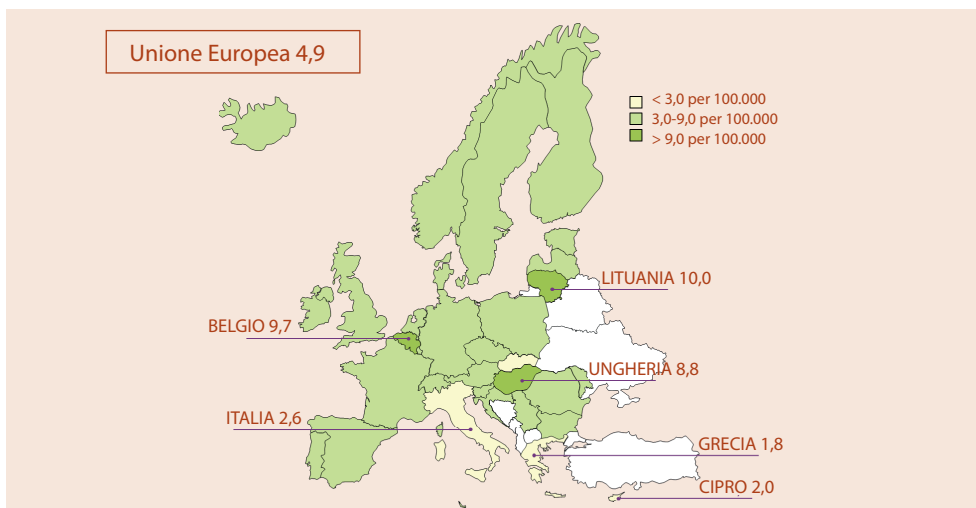 Unione Europea 4,9
< 3,0 per 100.000
3,0-9,0 per 100.000
> 9,0 per 100.000
LITUANIA 10,0
BELGIO 9,7
UNGHERIA 8,8
ITALIA 2,6
GRECIA 1,8
CIPRO 2,0